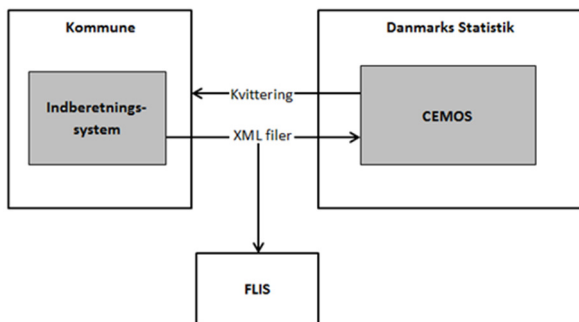 Kommune
Danmarks Statistik
Indberetnings-
system
Kvittering
CEMOS
XML filer
FLIS